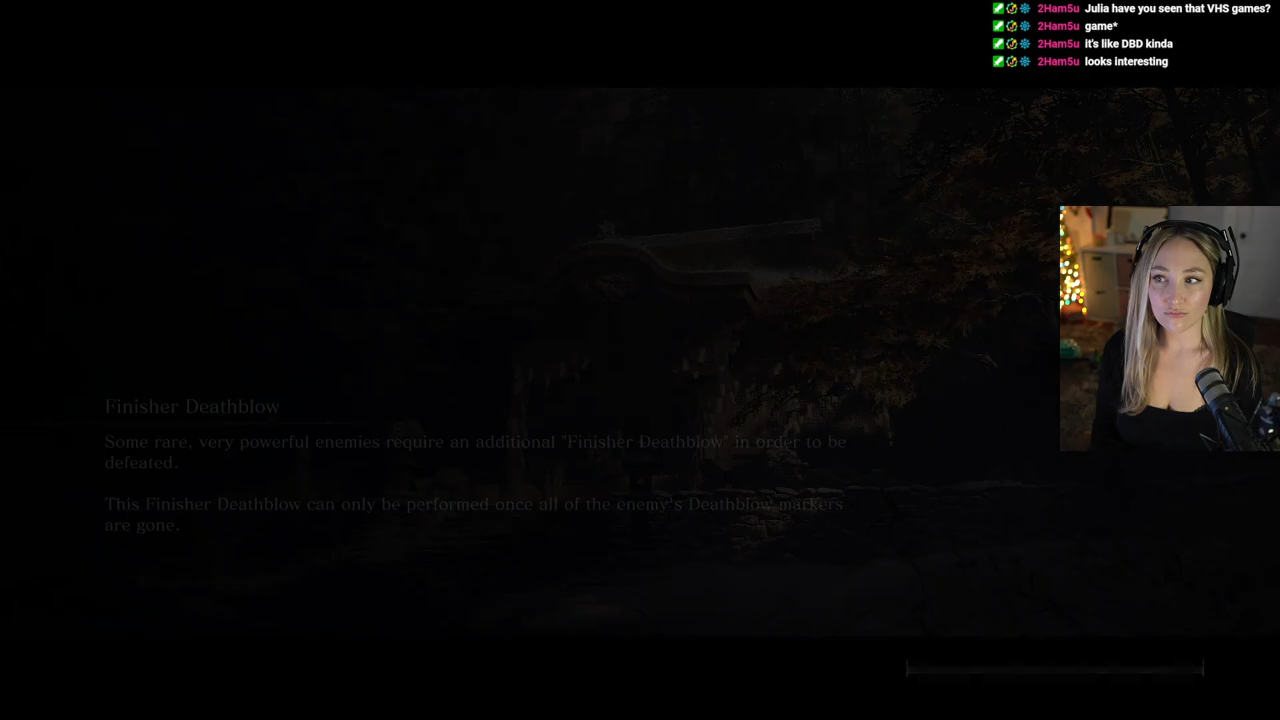 2Ham5u Julia have you seen that VHS games?
2Ham5u game*
2Ham5u it's like DBD kinda
2Ham5u looks interesting
Finisher Deathblow
Some rare, very powerful enemies require an additional "Finisher Deathblow" in order to be
defeated.
This Finisher Deathblow can only be performed once all of the enemy's Deathblow markers
are gone.